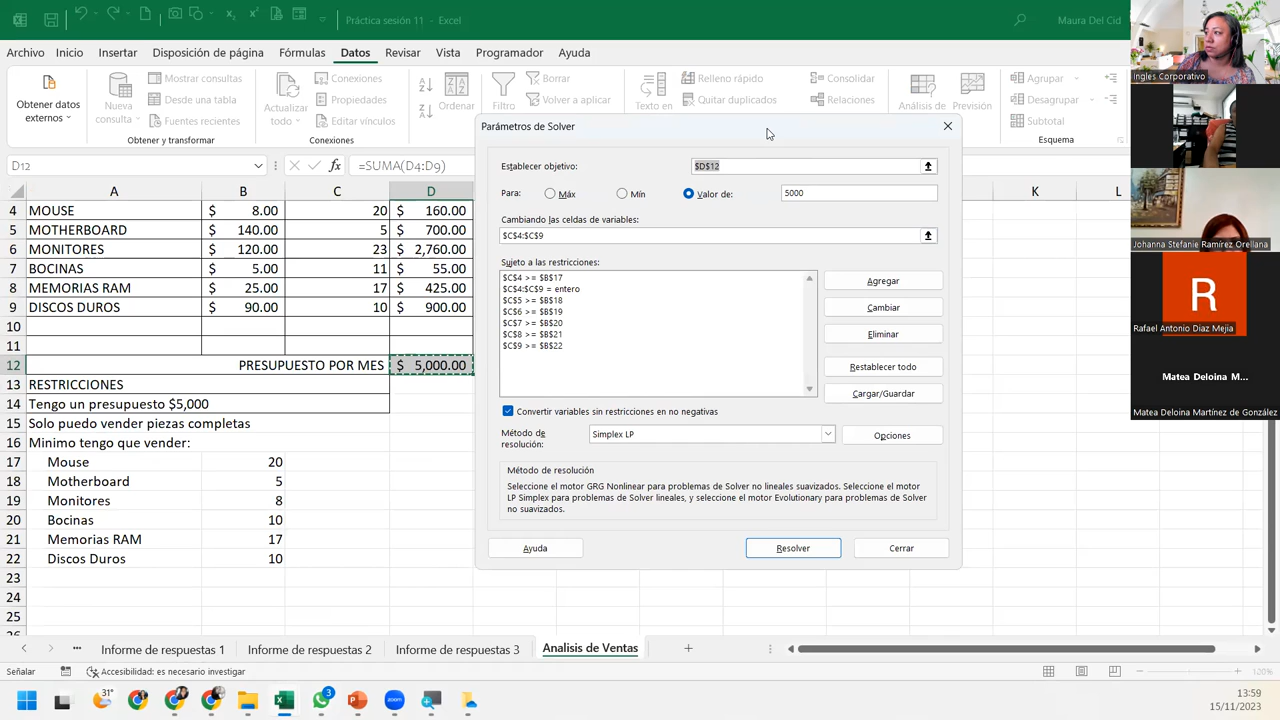 Práctica sesión 11 - Excel
Maura Del Cid
Archivo Inicio Insertar Disposición de página Fórmulas Datos Revisar Vista Programador Ayuda
Obtener datos externos
Nueva consulta
Mostrar consultas
Desde una tabla
Fuentes recientes
Obtener y transformar
Actualizar todo
Conexiones
Propiedades
Editar vínculos
Conexiones
Ordenar
Filtro
Borrar
Volver a aplicar
Texto en
Relleno rápido
Quitar duplicados
Consolidar
Relaciones
Análisis de
Previsión
Agrupar
Desagrupar
Subtotal
Esquema
D12
fx
=SUMA(D4:D9)
A B C D K L
4 MOUSE $ 8.00 20 $ 160.00
5 MOTHERBOARD $ 140.00 5 $ 700.00
6 MONITORES $ 120.00 23 $ 2,760.00
7 BOCINAS $ 5.00 11 $ 55.00
8 MEMORIAS RAM $ 25.00 17 $ 425.00
9 DISCOS DUROS $ 90.00 10 $ 900.00
10
11
12 PRESUPUESTO POR MES $ 5,000.00
13 RESTRICCIONES
14 Tengo un presupuesto $5,000
15 Solo puedo vender piezas completas
16 Minimo tengo que vender:
17 Mouse 20
18 Motherboard 5
19 Monitores 8
20 Bocinas 10
21 Memorias RAM 17
22 Discos Duros 10
23
24
25
Parámetros de Solver
Establecer objetivo: $D$12
Para: Máx Mín Valor de: 5000
Cambiando las celdas de variables:
$C$4:$C$9
Sujeto a las restricciones:
$C$4 >= $B$17
$C$4:$C$9 = entero
$C$5 >= $B$18
$C$6 >= $B$19
$C$7 >= $B$20
$C$8 >= $B$21
$C$9 >= $B$22
Agregar
Cambiar
Eliminar
Restablecer todo
Cargar/Guardar
Convertir variables sin restricciones en no negativas
Método de resolución: Simplex LP
Opciones
Método de resolución
Seleccione el motor GRG Nonlinear para problemas de Solver no lineales suavizados. Seleccione el motor
LP Simplex para problemas de Solver lineales, y seleccione el motor Evolutionary para problemas de Solver
no suavizados.
Ayuda Resolver Cerrar
Ingles Corporativo
Johanna Stefanie Ramírez Orellana
R
Rafael Antonio Diaz Mejia
Matea Deloina M...
Matea Deloina Martínez de González
Informe de respuestas 1 Informe de respuestas 2 Informe de respuestas 3 Analisis de Ventas
Señalar
Accesibilidad: es necesario investigar
100%
31°
3
zoom
13:59
15/11/2023